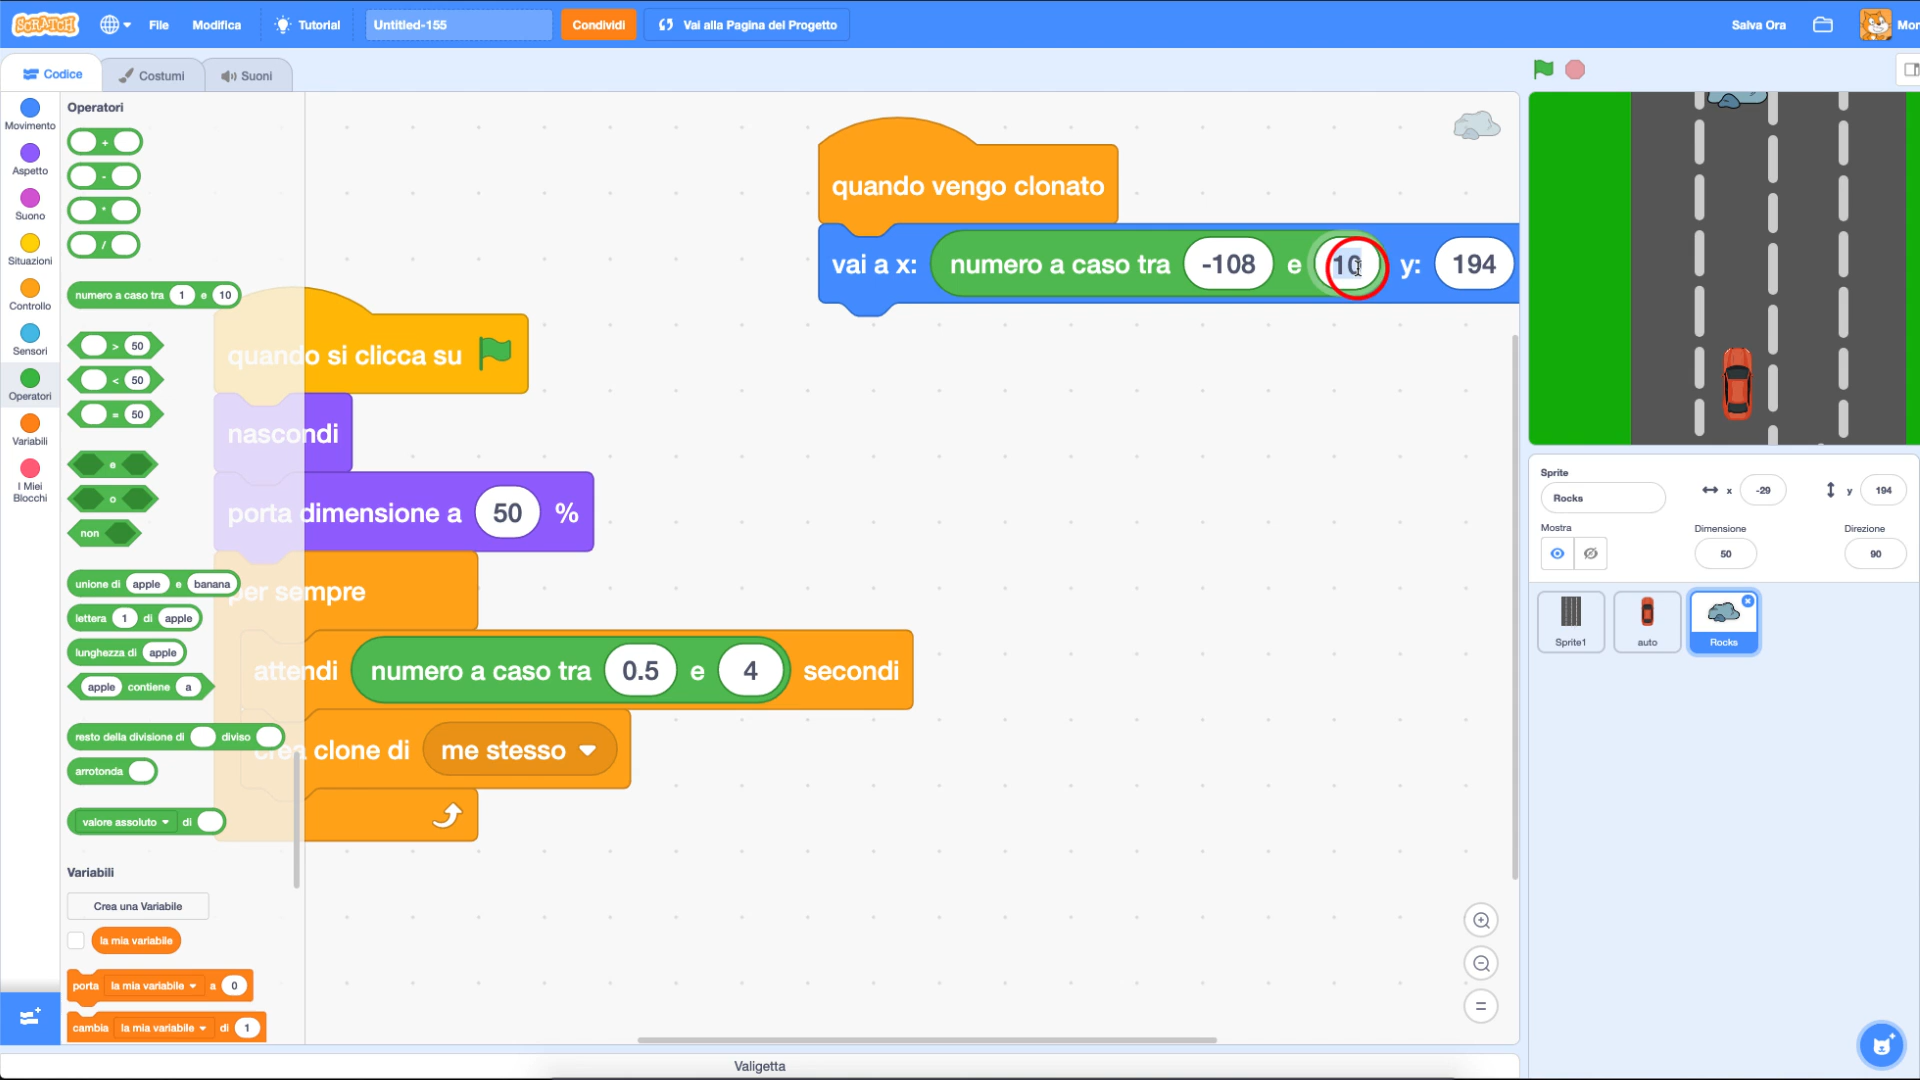 SCRATCH File Modifica Tutorial Untitled-155 Condividi Vai alla Pagina del Progetto Salva Ora Mor
Codice Costumi Suoni
Movimento
Aspetto
Suono
Situazioni
Controllo
Sensori
Operatori
Variabili
I Miei
Blocchi
Operatori
+
-
*
/
numero a caso tra 1 e 10
> 50
< 50
= 50
e
o
non
unione di apple e banana
lettera 1 di apple
lunghezza di apple
apple contiene a
resto della divisione di diviso
arrotonda
valore assoluto di
Variabili
Crea una Variabile
la mia variabile
porta la mia variabile a 0
cambia la mia variabile di 1
quando si clicca su
nascondi
porta dimensione a 50 %
per sempre
attendi numero a caso tra 0.5 e 4 secondi
crea clone di me stesso
quando vengo clonato
vai a x: numero a caso tra -108 e 10 y: 194
=
Valigetta
Sprite
Rocks x -29 y 194
Mostra Dimensione Direzione
50 90
Sprite1 auto Rocks